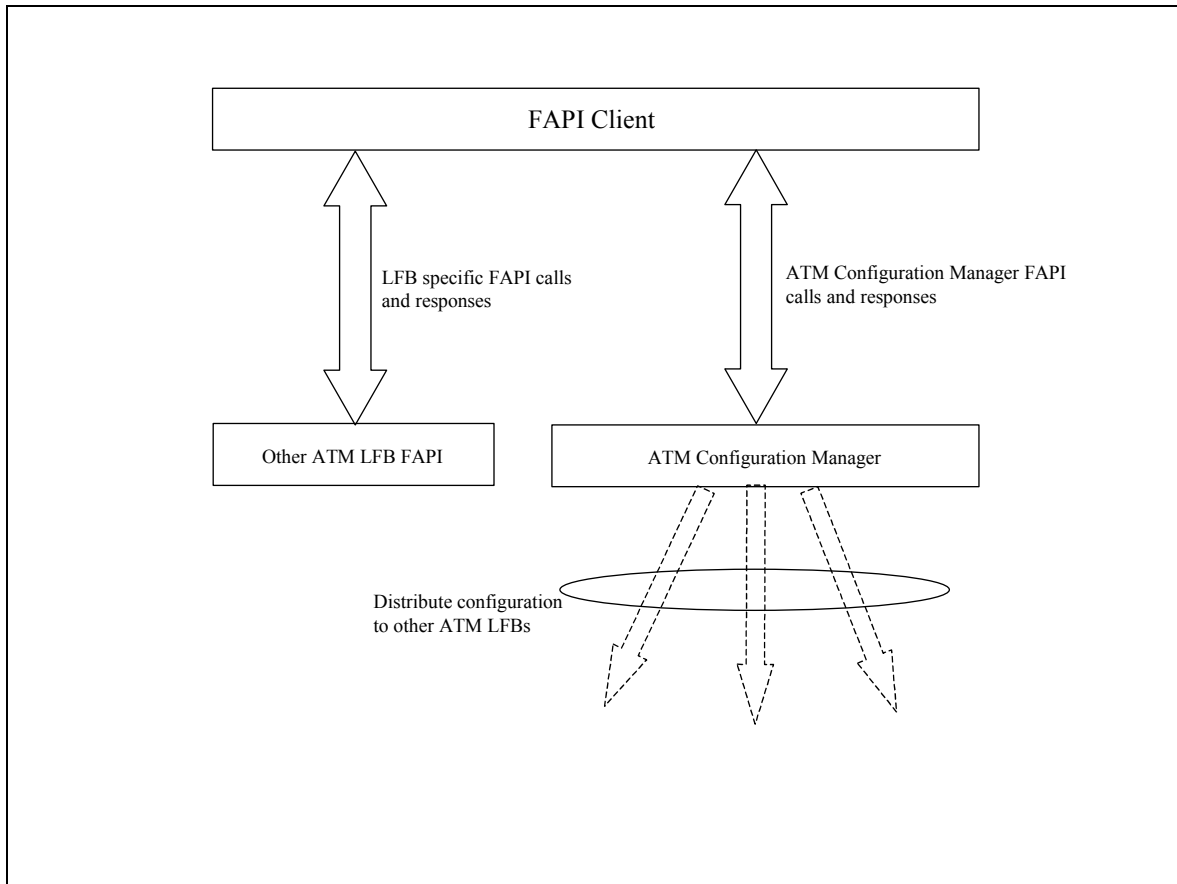 FAPI Client
LFB specific FAPI calls
and responses
ATM Configuration Manager FAPI
calls and responses
Other ATM LFB FAPI
ATM Configuration Manager
Distribute configuration
to other ATM LFBs